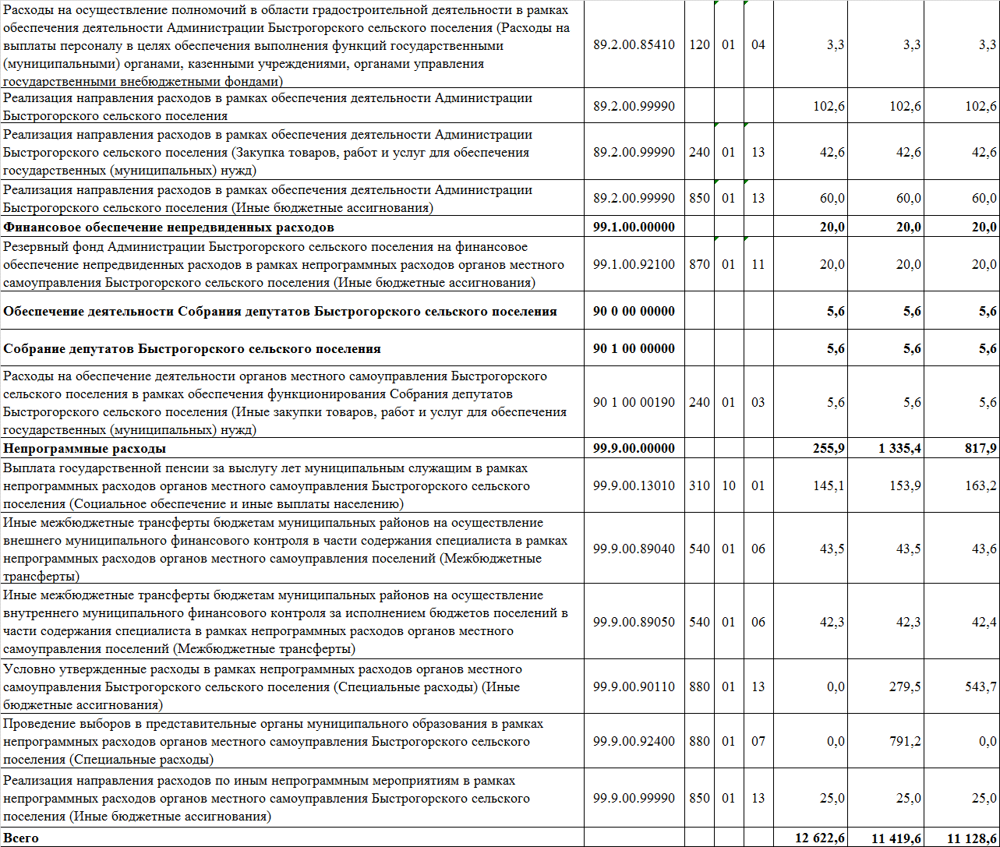 Расходы на осуществление полномочий в области градостроительной деятельности в рамках
обеспечения деятельности Администрации Быстрогорского сельского поселения (Расходы на
выплаты персоналу в целях обеспечения выполнения функций государственными
(муниципальными) органами, казенными учреждениями, органами управления
государственными внебюджетными фондами)
89.2.00.85410 120 01 04 3,3 3,3 3,3
Реализация направления расходов в рамках обеспечения деятельности Администрации
Быстрогорского сельского поселения
89.2.00.99990 102,6 102,6 102,6
Реализация направления расходов в рамках обеспечения деятельности Администрации
Быстрогорского сельского поселения (Закупка товаров, работ и услуг для обеспечения
государственных (муниципальных) нужд)
89.2.00.99990 240 01 13 42,6 42,6 42,6
Реализация направления расходов в рамках обеспечения деятельности Администрации
Быстрогорского сельского поселения (Иные бюджетные ассигнования)
89.2.00.99990 850 01 13 60,0 60,0 60,0
Финансовое обеспечение непредвиденных расходов 99.1.00.00000 20,0 20,0 20,0
Резервный фонд Администрации Быстрогорского сельского поселения на финансовое
обеспечение непредвиденных расходов в рамках непрограммных расходов органов местного
самоуправления Быстрогорского сельского поселения (Иные бюджетные ассигнования)
99.1.00.92100 870 01 11 20,0 20,0 20,0
Обеспечение деятельности Собрания депутатов Быстрогорского сельского поселения 90 0 00 00000 5,6 5,6 5,6
Собрание депутатов Быстрогорского сельского поселения 90 1 00 00000 5,6 5,6 5,6
Расходы на обеспечение деятельности органов местного самоуправления Быстрогорского
сельского поселения в рамках обеспечения функционирования Собрания депутатов
Быстрогорского сельского поселения (Иные закупки товаров, работ и услуг для обеспечения
государственных (муниципальных) нужд)
90 1 00 00190 240 01 03 5,6 5,6 5,6
Непрограммные расходы 99.9.00.00000 255,9 1 335,4 817,9
Выплата государственной пенсии за выслугу лет муниципальным служащим в рамках
непрограммных расходов органов местного самоуправления Быстрогорского сельского
поселения (Социальное обеспечение и иные выплаты населению)
99.9.00.13010 310 10 01 145,1 153,9 163,2
Иные межбюджетные трансферты бюджетам муниципальных районов на осуществление
внешнего муниципального финансового контроля в части содержания специалиста в рамках
непрограммных расходов органов местного самоуправления поселений (Межбюджетные
трансферты)
99.9.00.89040 540 01 06 43,5 43,5 43,6
Иные межбюджетные трансферты бюджетам муниципальных районов на осуществление
внутреннего муниципального финансового контроля за исполнением бюджетов поселений в
части содержания специалиста в рамках непрограммных расходов органов местного
самоуправления поселений (Межбюджетные трансферты)
99.9.00.89050 540 01 06 42,3 42,3 42,4
Условно утвержденные расходы в рамках непрограммных расходов органов местного
самоуправления Быстрогорского сельского поселения (Специальные расходы) (Иные
бюджетные ассигнования)
99.9.00.90110 880 01 13 0,0 279,5 543,7
Проведение выборов в представительные органы муниципального образования в рамках
непрограммных расходов органов местного самоуправления Быстрогорского сельского
поселения (Специальные расходы)
99.9.00.92400 880 01 07 0,0 791,2 0,0
Реализация направления расходов по иным непрограммным мероприятиям в рамках
непрограммных расходов органов местного самоуправления Быстрогорского сельского
поселения (Иные бюджетные ассигнования)
99.9.00.99990 850 01 13 25,0 25,0 25,0
Всего 12 622,6 11 419,6 11 128,6